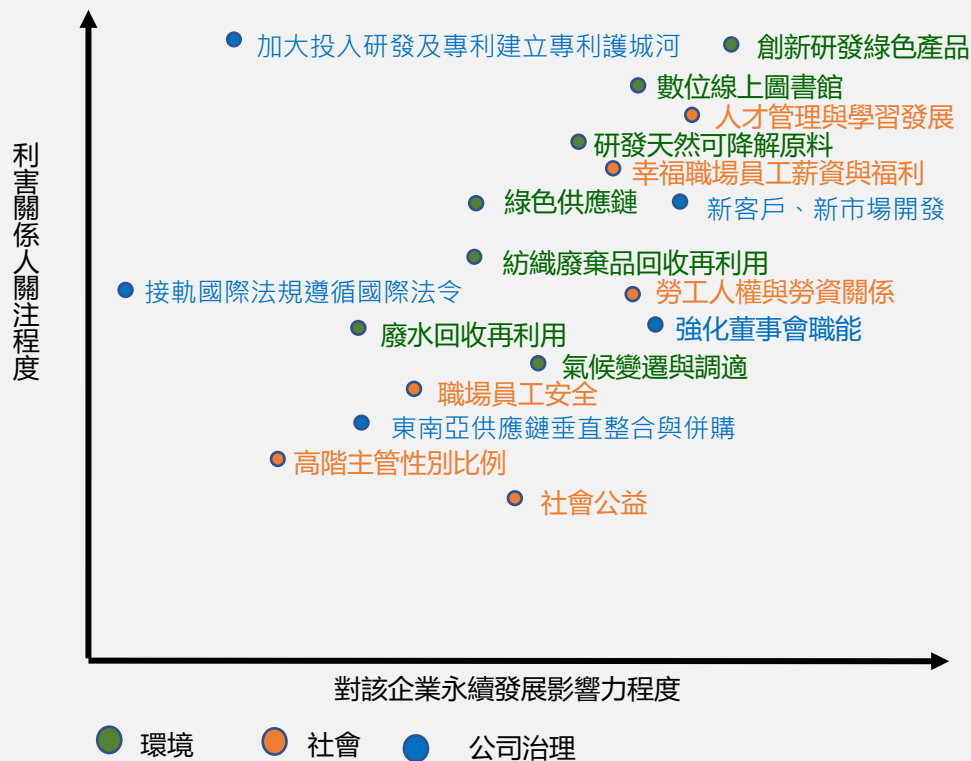 加大投入研發及專利建立專利護城河
創新研發綠色產品
數位線上圖書館
人才管理與學習發展
研發天然可降解原料
幸福職場員工薪資與福利
綠色供應鏈
新客戶、新市場開發
紡織廢棄品回收再利用
接軌國際法規遵循國際法令
勞工人權與勞資關係
強化董事會職能
廢水回收再利用
氣候變遷與調適
職場員工安全
東南亞供應鏈垂直整合與併購
高階主管性別比例
社會公益
利害關係人關注程度
對該企業永續發展影響力程度
環境
社會
公司治理